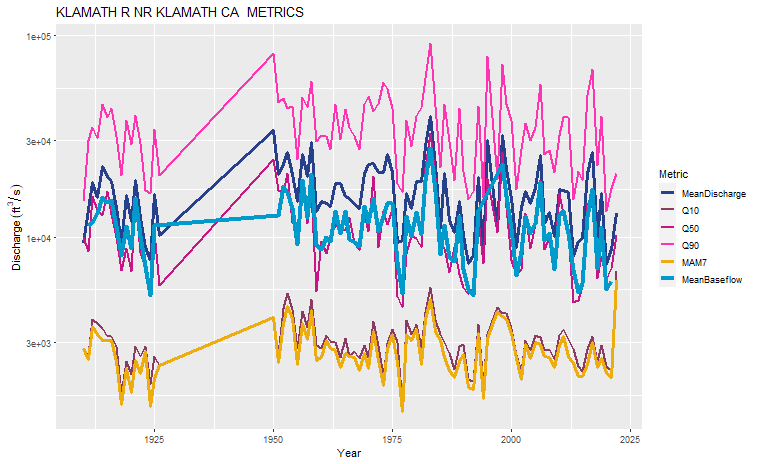 KLAMATH R NR KLAMATH CA  METRICS
1e+05
3e+04
1e+04
3e+03
Discharge (ft³/s)
1925
1950
1975
2000
2025
Year
Metric
MeanDischarge
Q10
Q50
Q90
MAM7
MeanBaseflow